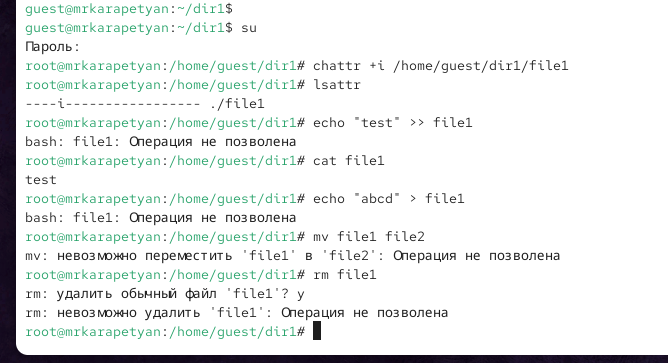 guest@mrkarapetyan:~/dir1$
guest@mrkarapetyan:~/dir1$ su
Пароль:
root@mrkarapetyan:/home/guest/dir1# chattr +i /home/guest/dir1/file1
root@mrkarapetyan:/home/guest/dir1# lsattr
----i----------------- ./file1
root@mrkarapetyan:/home/guest/dir1# echo "test" >> file1
bash: file1: Операция не позволена
root@mrkarapetyan:/home/guest/dir1# cat file1
test
root@mrkarapetyan:/home/guest/dir1# echo "abcd" > file1
bash: file1: Операция не позволена
root@mrkarapetyan:/home/guest/dir1# mv file1 file2
mv: невозможно переместить 'file1' в 'file2': Операция не позволена
root@mrkarapetyan:/home/guest/dir1# rm file1
rm: удалить обычный файл 'file1'? y
rm: невозможно удалить 'file1': Операция не позволена
root@mrkarapetyan:/home/guest/dir1#